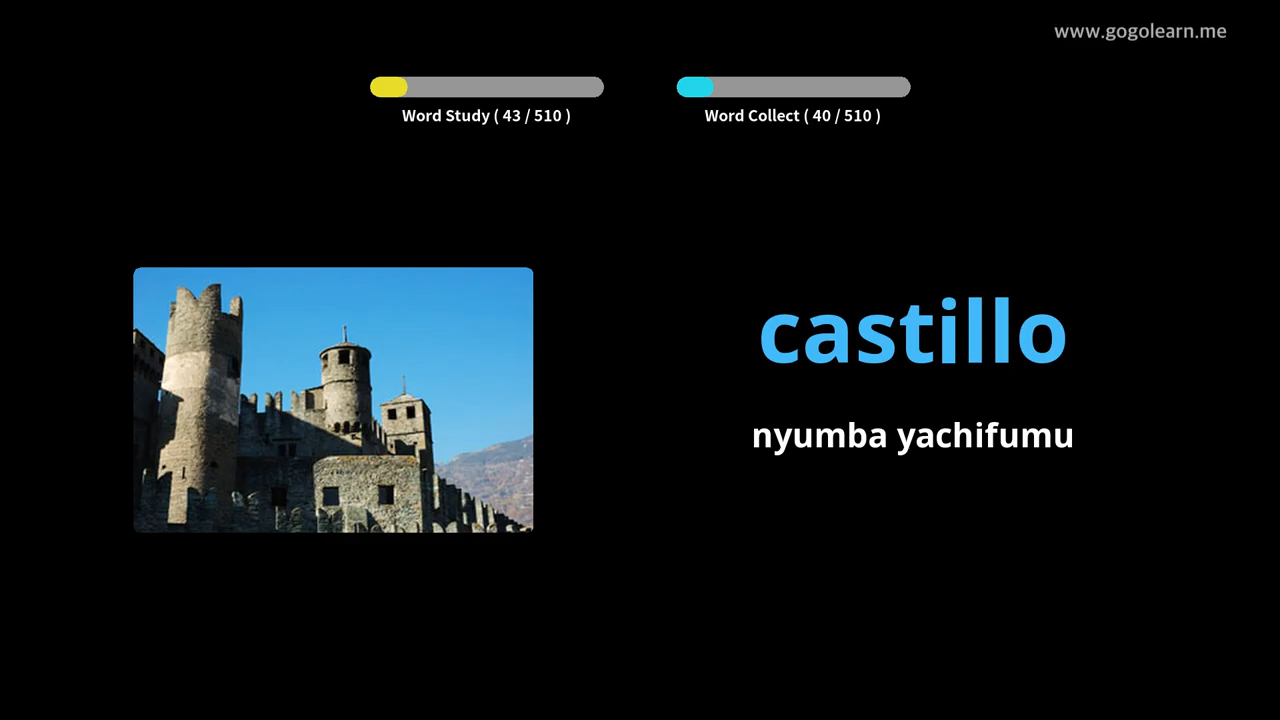 www.gogolearn.me
Word Study ( 43 / 510 )
Word Collect ( 40 / 510 )
castillo
nyumba yachifumu